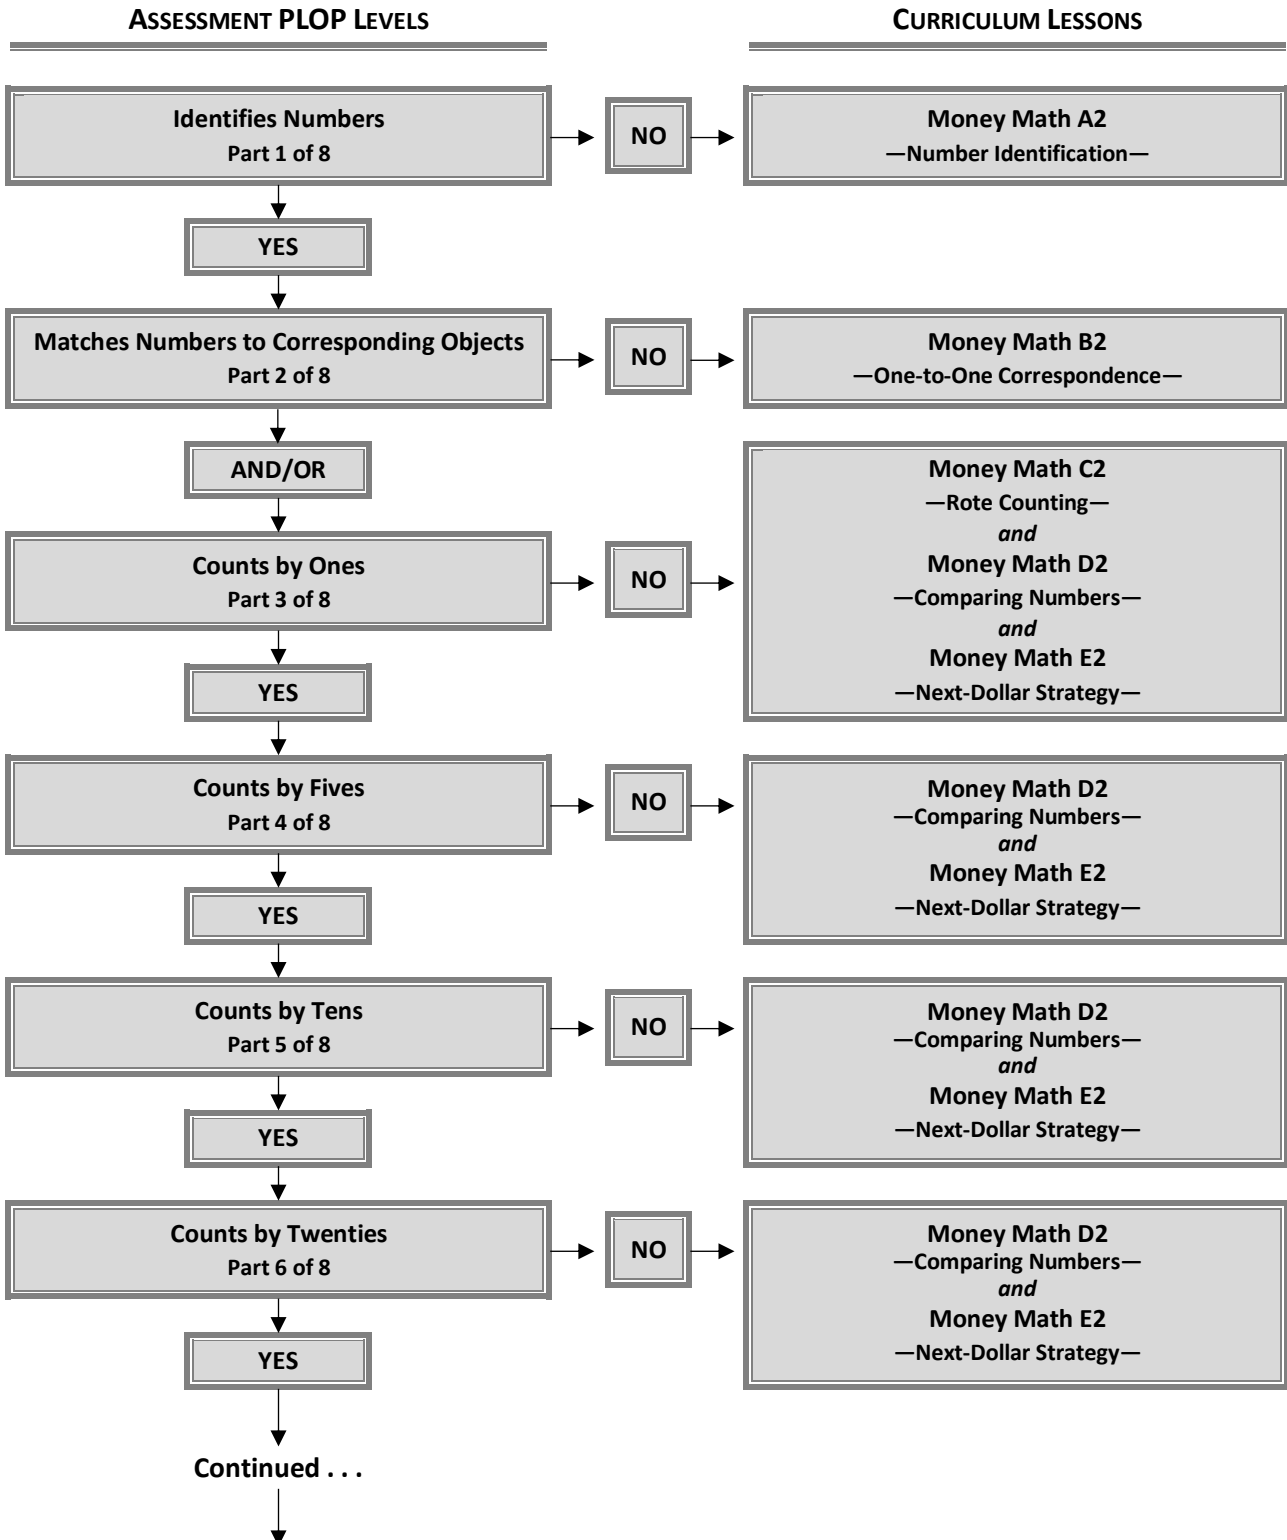 ASSESSMENT PLOP LEVELS
CURRICULUM LESSONS
Identifies Numbers
Part 1 of 8
NO
Money Math A2
—Number Identification—
YES
Matches Numbers to Corresponding Objects
Part 2 of 8
NO
Money Math B2
—One-to-One Correspondence—
AND/OR
Counts by Ones
Part 3 of 8
NO
Money Math C2
—Rote Counting—
and
Money Math D2
—Comparing Numbers—
and
Money Math E2
—Next-Dollar Strategy—
YES
Counts by Fives
Part 4 of 8
NO
Money Math D2
—Comparing Numbers—
and
Money Math E2
—Next-Dollar Strategy—
YES
Counts by Tens
Part 5 of 8
NO
Money Math D2
—Comparing Numbers—
and
Money Math E2
—Next-Dollar Strategy—
YES
Counts by Twenties
Part 6 of 8
NO
Money Math D2
—Comparing Numbers—
and
Money Math E2
—Next-Dollar Strategy—
YES
Continued . . .